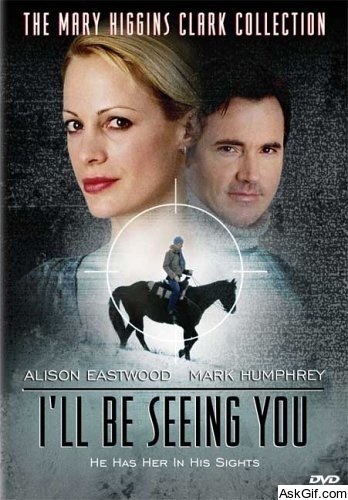 THE MARY HIGGINS CLARK COLLECTION
ALISON EASTWOOD MARK HUMPHREY
I'LL BE SEEING YOU
HE HAS HER IN HIS SIGHTS
DVD
AskGif.com